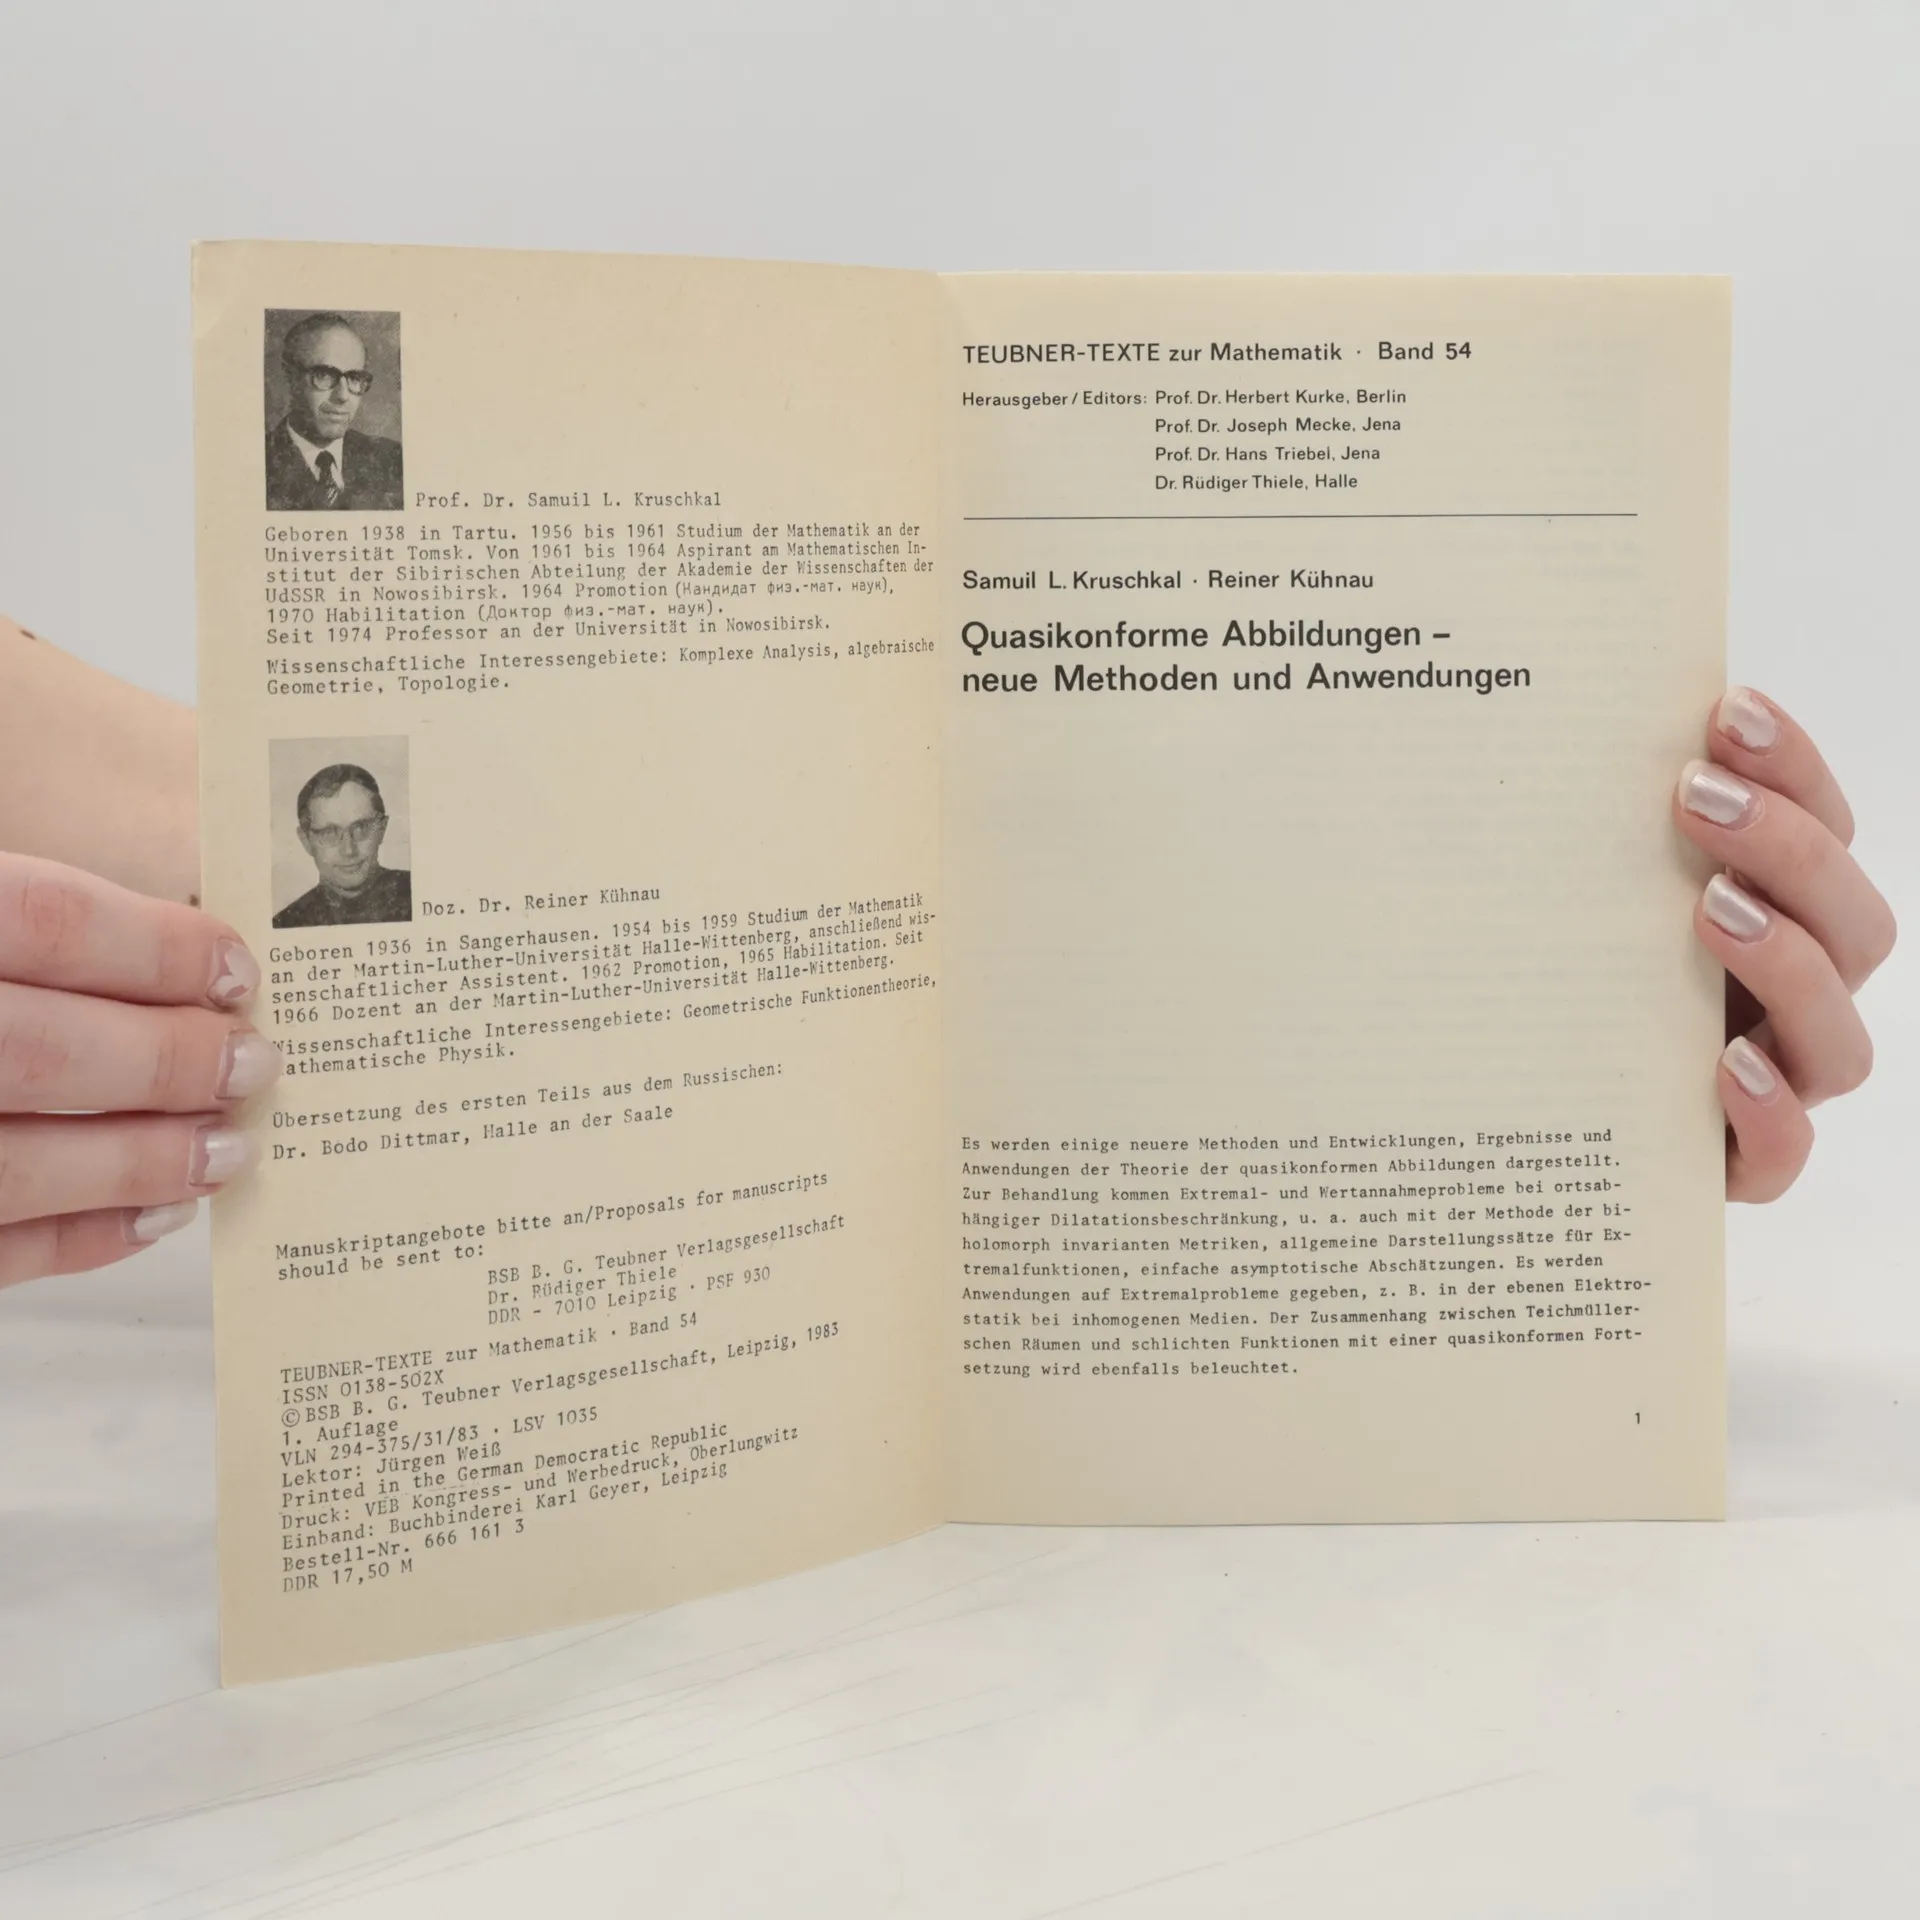 Prof. Dr. Samuil L. Kruschkal
Geboren 1938 in Tartu. 1956 bis 1961 Studium der Mathematik an der
Universität Tomsk. Von 1961 bis 1964 Aspirant am Mathematischen In-
stitut der Sibirischen Abteilung der Akademie der Wissenschaften der
UdSSR in Nowosibirsk. 1964 Promotion (Кандидат физ.-мат. наук),
1970 Habilitation (Доктор физ.-мат. наук).
Seit 1974 Professor an der Universität in Nowosibirsk.
Wissenschaftliche Interessengebiete: Komplexe Analysis, algebraische
Geometrie, Topologie.
Doz. Dr. Reiner Kühnau
Geboren 1936 in Sangerhausen. 1954 bis 1959 Studium der Mathematik
an der Martin-Luther-Universität Halle-Wittenberg, anschließend wis-
senschaftlicher Assistent. 1962 Promotion, 1965 Habilitation. Seit
1966 Dozent an der Martin-Luther-Universität Halle-Wittenberg.
Wissenschaftliche Interessengebiete: Geometrische Funktionentheorie,
athematische Physik.
Übersetzung des ersten Teils aus dem Russischen:
Dr. Bodo Dittmar, Halle an der Saale
Manuskriptangebote bitte an/Proposals for manuscripts
should be sent to:
BSB B. G. Teubner Verlagsgesellschaft
Dr. Rüdiger Thiele
DDR - 7010 Leipzig · PSF 930
TEUBNER-TEXTE zur Mathematik · Band 54
ISSN 0138-502X
© BSB B. G. Teubner Verlagsgesellschaft, Leipzig, 1983
1. Auflage
VLN 294-375/31/83 · LSV 1035
Lektor: Jürgen Weiß
Printed in the German Democratic Republic
Druck: VEB Kongress- und Werbedruck, Oberlungwitz
Einband: Buchbinderei Karl Geyer, Leipzig
Bestell-Nr. 666 161 3
DDR 17,50 M
TEUBNER-TEXTE zur Mathematik · Band 54
Herausgeber / Editors: Prof. Dr. Herbert Kurke, Berlin
Prof. Dr. Joseph Mecke, Jena
Prof. Dr. Hans Triebel, Jena
Dr. Rüdiger Thiele, Halle
Samuil L. Kruschkal · Reiner Kühnau
Quasikonforme Abbildungen –
neue Methoden und Anwendungen
Es werden einige neuere Methoden und Entwicklungen, Ergebnisse und
Anwendungen der Theorie der quasikonformen Abbildungen dargestellt.
Zur Behandlung kommen Extremal- und Wertannahmeprobleme bei ortsab-
hängiger Dilatationsbeschränkung, u. a. auch mit der Methode der bi-
holomorph invarianten Metriken, allgemeine Darstellungssätze für Ex-
tremalfunktionen, einfache asymptotische Abschätzungen. Es werden
Anwendungen auf Extremalprobleme gegeben, z. B. in der ebenen Elektro-
statik bei inhomogenen Medien. Der Zusammenhang zwischen Teichmüller-
schen Räumen und schlichten Funktionen mit einer quasikonformen Fort-
setzung wird ebenfalls beleuchtet.
1